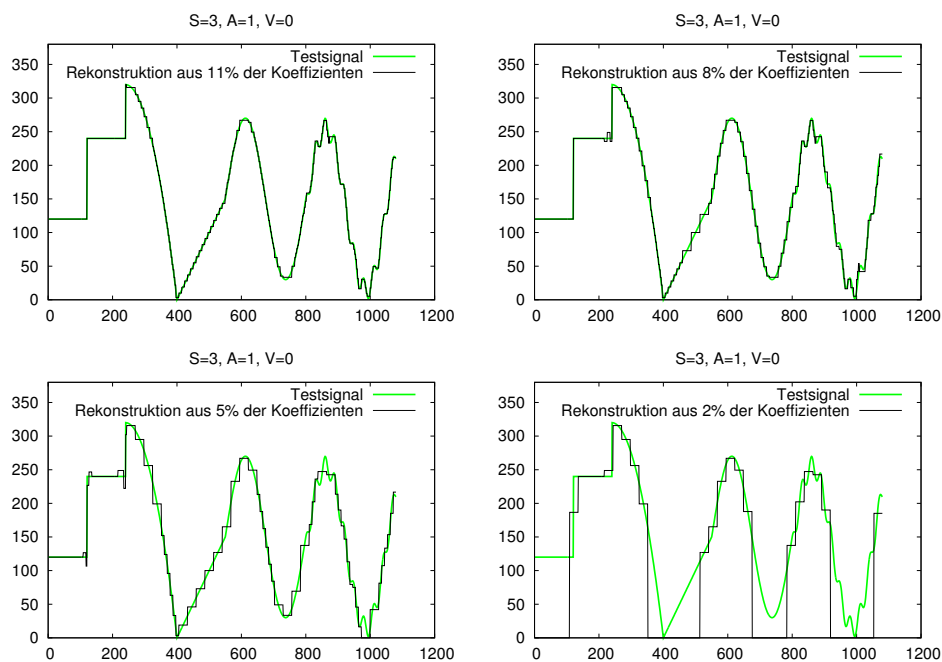 S=3, A=1, V=0
Testsignal
Rekonstruktion aus 11% der Koeffizienten
350
300
250
200
150
100
50
0
0 200 400 600 800 1000 1200
S=3, A=1, V=0
Testsignal
Rekonstruktion aus 8% der Koeffizienten
350
300
250
200
150
100
50
0
0 200 400 600 800 1000 1200
S=3, A=1, V=0
Testsignal
Rekonstruktion aus 5% der Koeffizienten
350
300
250
200
150
100
50
0
0 200 400 600 800 1000 1200
S=3, A=1, V=0
Testsignal
Rekonstruktion aus 2% der Koeffizienten
350
300
250
200
150
100
50
0
0 200 400 600 800 1000 1200